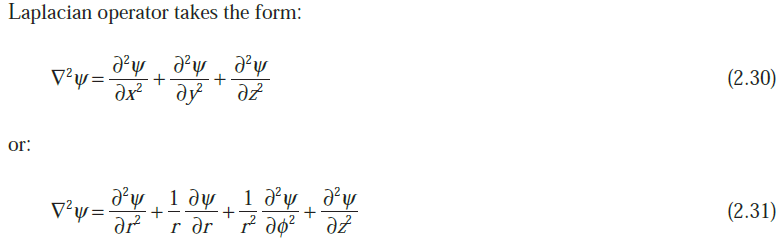 Laplacian operator takes the form:
∇²ψ = ∂²ψ/∂x² + ∂²ψ/∂y² + ∂²ψ/∂z² (2.30)
or:
∇²ψ = ∂²ψ/∂r² + 1/r ∂ψ/∂r + 1/r² ∂²ψ/∂ϕ² + ∂²ψ/∂z² (2.31)